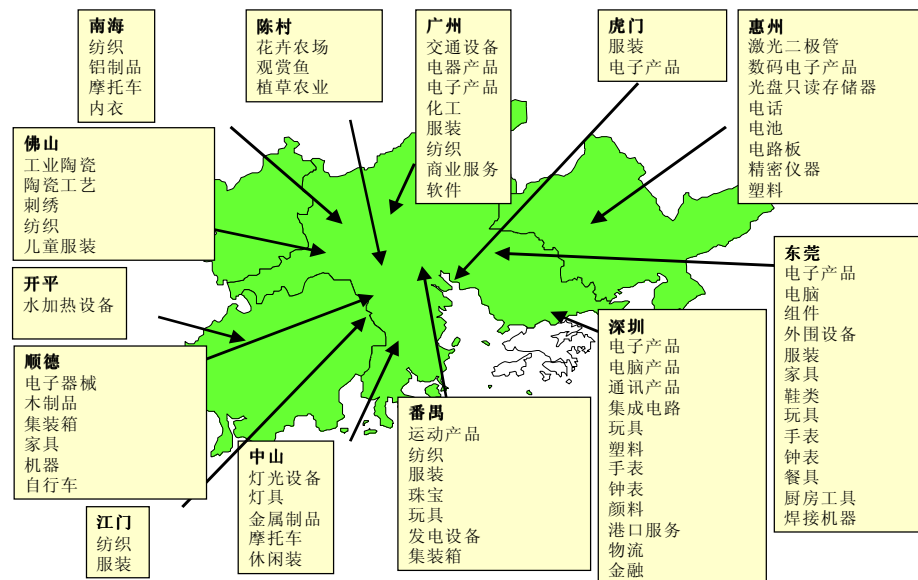 南海
纺织
铝制品
摩托车
内衣
陈村
花卉农场
观赏鱼
植草农业
广州
交通设备
电器产品
电子产品
化工
服装
纺织
商业服务
软件
虎门
服装
电子产品
惠州
激光二极管
数码电子产品
光盘只读存储器
电话
电池
电路板
精密仪器
塑料
佛山
工业陶瓷
陶瓷工艺
刺绣
纺织
儿童服装
开平
水加热设备
顺德
电子器械
木制品
集装箱
家具
机器
自行车
江门
纺织
服装
中山
灯光设备
灯具
金属制品
摩托车
休闲装
番禺
运动产品
纺织
服装
珠宝
玩具
发电设备
集装箱
深圳
电子产品
电脑产品
通讯产品
集成电路
玩具
塑料
手表
钟表
颜料
港口服务
物流
金融
东莞
电子产品
电脑
组件
外围设备
服装
家具
鞋类
玩具
手表
钟表
餐具
厨房工具
焊接机器